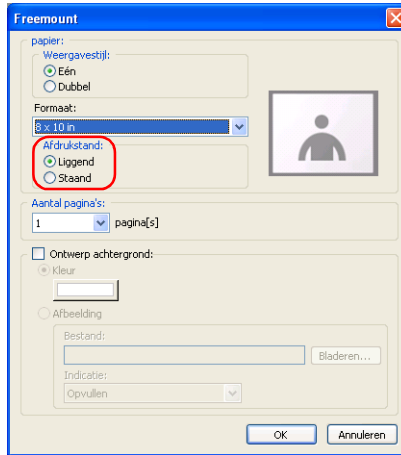 Freemount
papier:
Weergavestijl:
Eén
Dubbel
Formaat:
8 x 10 in
Afdrukstand:
Liggend
Staand
Aantal pagina's:
1 pagina[s]
Ontwerp achtergrond:
Kleur
Afbeelding
Bestand:
Bladeren...
Indicatie:
Opvullen
OK Annuleren